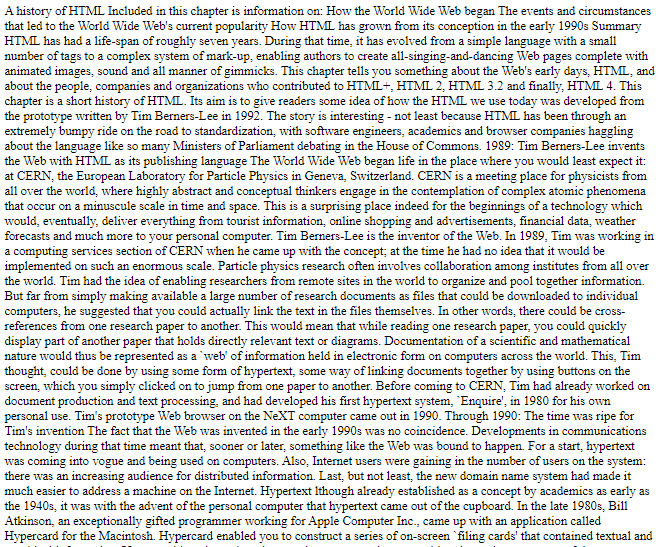 A history of HTML Included in this chapter is information on: How the World Wide Web began The events and circumstances
that led to the World Wide Web's current popularity How HTML has grown from its conception in the early 1990s Summary
HTML has had a life-span of roughly seven years. During that time, it has evolved from a simple language with a small
number of tags to a complex system of mark-up, enabling authors to create all-singing-and-dancing Web pages complete with
animated images, sound and all manner of gimmicks. This chapter tells you something about the Web's early days, HTML, and
about the people, companies and organizations who contributed to HTML+, HTML 2, HTML 3.2 and finally, HTML 4. This
chapter is a short history of HTML. Its aim is to give readers some idea of how the HTML we use today was developed from
the prototype written by Tim Berners-Lee in 1992. The story is interesting - not least because HTML has been through an
extremely bumpy ride on the road to standardization, with software engineers, academics and browser companies haggling
about the language like so many Ministers of Parliament debating in the House of Commons. 1989: Tim Berners-Lee invents
the Web with HTML as its publishing language The World Wide Web began life in the place where you would least expect it:
at CERN, the European Laboratory for Particle Physics in Geneva, Switzerland. CERN is a meeting place for physicists from
all over the world, where highly abstract and conceptual thinkers engage in the contemplation of complex atomic phenomena
that occur on a minuscule scale in time and space. This is a surprising place indeed for the beginnings of a technology which
would, eventually, deliver everything from tourist information, online shopping and advertisements, financial data, weather
forecasts and much more to your personal computer. Tim Berners-Lee is the inventor of the Web. In 1989, Tim was working in
a computing services section of CERN when he came up with the concept; at the time he had no idea that it would be
implemented on such an enormous scale. Particle physics research often involves collaboration among institutes from all over
the world. Tim had the idea of enabling researchers from remote sites in the world to organize and pool together information.
But far from simply making available a large number of research documents as files that could be downloaded to individual
computers, he suggested that you could actually link the text in the files themselves. In other words, there could be cross-
references from one research paper to another. This would mean that while reading one research paper, you could quickly
display part of another paper that holds directly relevant text or diagrams. Documentation of a scientific and mathematical
nature would thus be represented as a `web' of information held in electronic form on computers across the world. This, Tim
thought, could be done by using some form of hypertext, some way of linking documents together by using buttons on the
screen, which you simply clicked on to jump from one paper to another. Before coming to CERN, Tim had already worked on
document production and text processing, and had developed his first hypertext system, `Enquire', in 1980 for his own
personal use. Tim's prototype Web browser on the NeXT computer came out in 1990. Through 1990: The time was ripe for
Tim's invention The fact that the Web was invented in the early 1990s was no coincidence. Developments in communications
technology during that time meant that, sooner or later, something like the Web was bound to happen. For a start, hypertext
was coming into vogue and being used on computers. Also, Internet users were gaining in the number of users on the system:
there was an increasing audience for distributed information. Last, but not least, the new domain name system had made it
much easier to address a machine on the Internet. Hypertext lthough already established as a concept by academics as early as
the 1940s, it was with the advent of the personal computer that hypertext came out of the cupboard. In the late 1980s, Bill
Atkinson, an exceptionally gifted programmer working for Apple Computer Inc., came up with an application called
Hypercard for the Macintosh. Hypercard enabled you to construct a series of on-screen `filing cards' that contained textual and